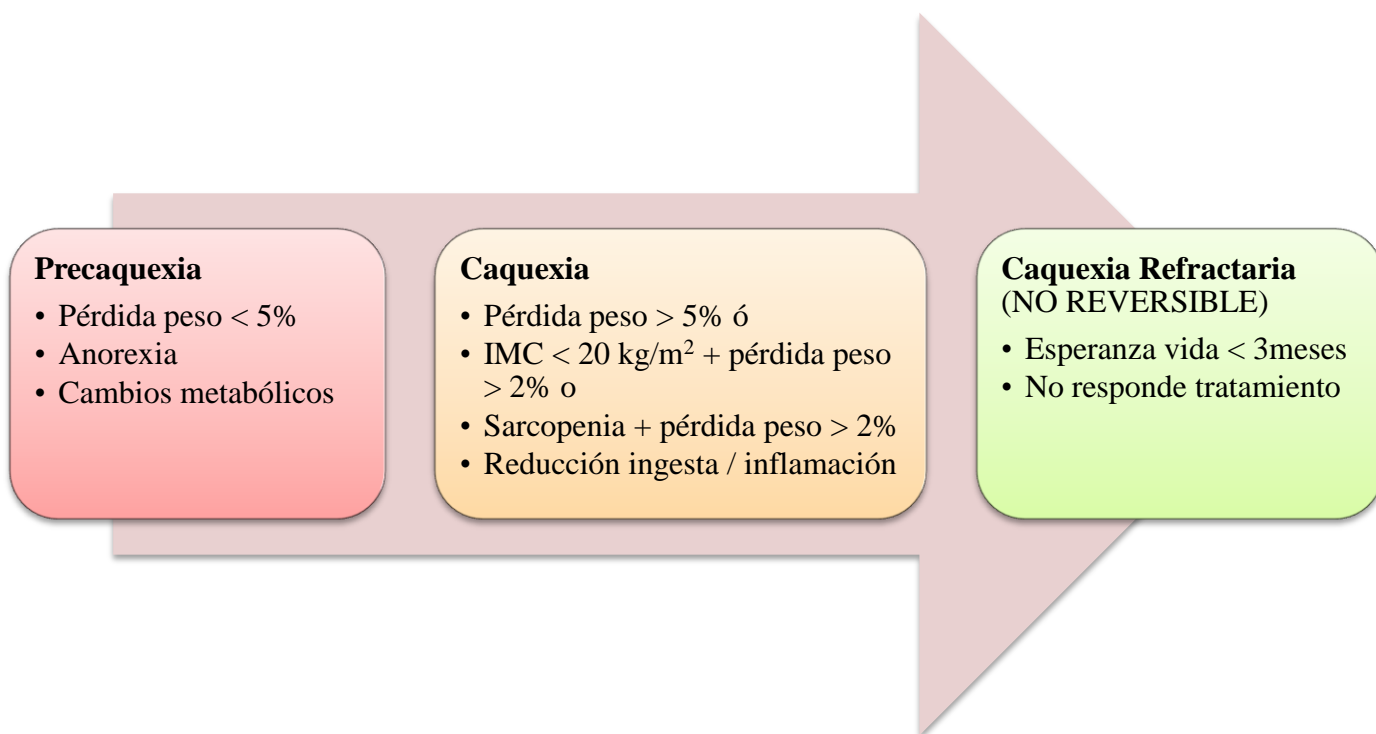 Precaquexia
• Pérdida peso < 5%
• Anorexia
• Cambios metabólicos
Caquexia
• Pérdida peso > 5% ó
• IMC < 20 kg/m² + pérdida peso
> 2% o
• Sarcopenia + pérdida peso > 2%
• Reducción ingesta / inflamación
Caquexia Refractaria
(NO REVERSIBLE)
• Esperanza vida < 3meses
• No responde tratamiento